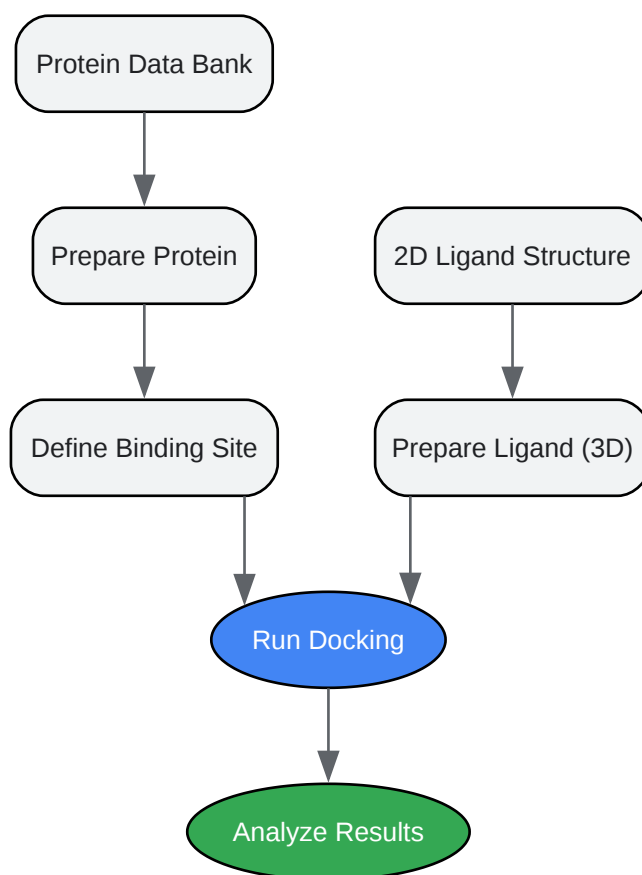 Protein Data Bank
Prepare Protein
2D Ligand Structure
Define Binding Site
Prepare Ligand (3D)
Run Docking
Analyze Results